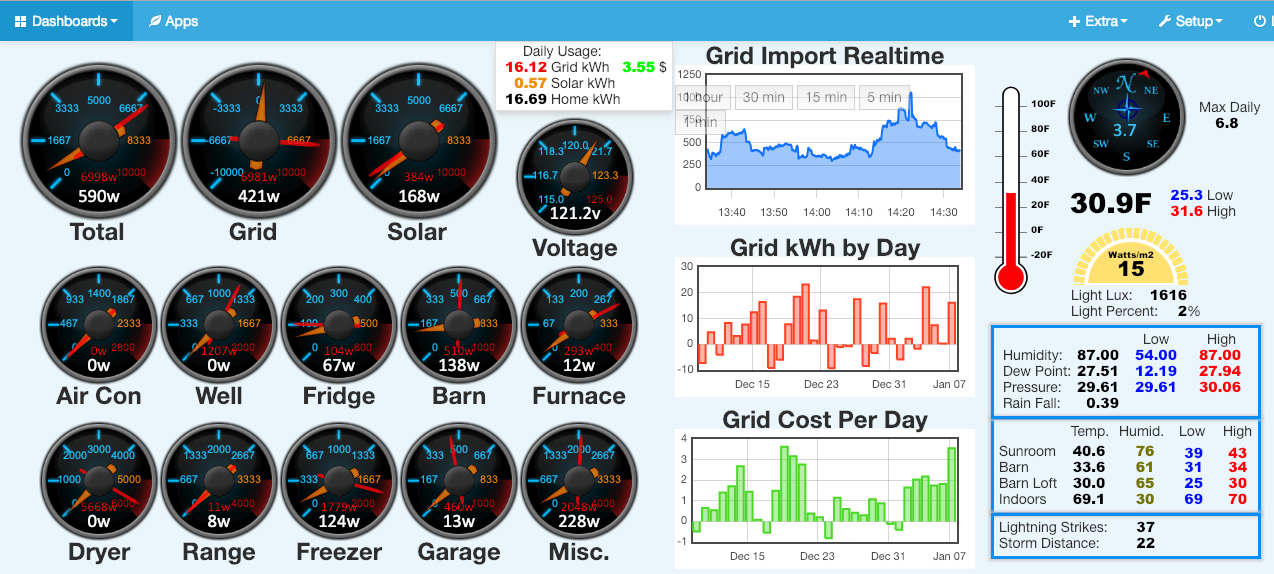 Dashboards Apps Extra Setup
Daily Usage:
16.12 Grid kWh 3.55 $
0.57 Solar kWh
16.69 Home kWh
0 1667 3333 5000 6667 8333 10000
6998w
590w
Total
-10000 -6667 -3333 0 6667 10000
6981w
421w
Grid
0 1667 3333 5000 6667 8333 10000
384w
168w
Solar
115.0 116.7 118.3 120.0 121.7 123.3 125.0
121.2v
Voltage
0 467 933 1400 1867 2333 2800
0w
0w
Air Con
0 333 667 1000 1333 1667 2000
1207w
0w
Well
0 100 200 300 400 500 600
104w
67w
Fridge
0 167 333 500 667 833 1000
510w
138w
Barn
0 67 133 200 267 333 400
293w
12w
Furnace
0 1000 2000 3000 4000 5000 6000
5668w
0w
Dryer
0 667 1333 2000 2667 3333 4000
11w
8w
Range
0 333 667 1000 1333 1667 2000
1779w
124w
Freezer
0 167 333 500 667 833 1000
460w
13w
Garage
0 667 1333 2000 2667 3333 4000
2048w
228w
Misc.
Grid Import Realtime
1 hour 30 min 15 min 5 min
1 min
1250
1000
750
500
250
0
13:40 13:50 14:00 14:10 14:20 14:30
Grid kWh by Day
30
20
10
0
-10
Dec 15 Dec 23 Dec 31 Jan 07
Grid Cost Per Day
4
3
2
1
0
-1
Dec 15 Dec 23 Dec 31 Jan 07
100F
80F
60F
40F
20F
0F
-20F
N
NW NE
W E
3.7
SW SE
S
Max Daily
6.8
30.9F
25.3 Low
31.6 High
Watts/m2
15
Light Lux: 1616
Light Percent: 2%
Low High
Humidity: 87.00 54.00 87.00
Dew Point: 27.51 12.19 27.94
Pressure: 29.61 29.61 30.06
Rain Fall: 0.39
Temp. Humid. Low High
Sunroom 40.6 76 39 43
Barn 33.6 61 31 34
Barn Loft 30.0 65 25 30
Indoors 69.1 30 69 70
Lightning Strikes: 37
Storm Distance: 22